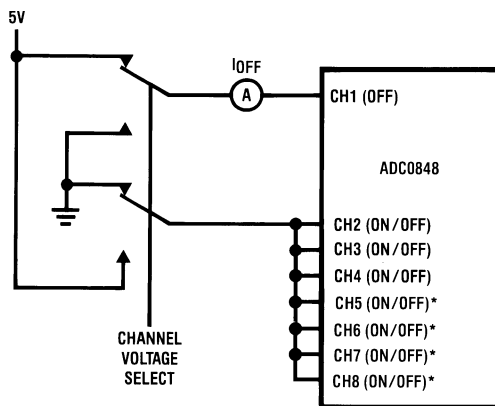 5V
IOFF
A
CH1 (OFF)
ADC0848
CH2 (ON/OFF)
CH3 (ON/OFF)
CH4 (ON/OFF)
CH5 (ON/OFF)*
CH6 (ON/OFF)*
CH7 (ON/OFF)*
CH8 (ON/OFF)*
CHANNEL
VOLTAGE
SELECT